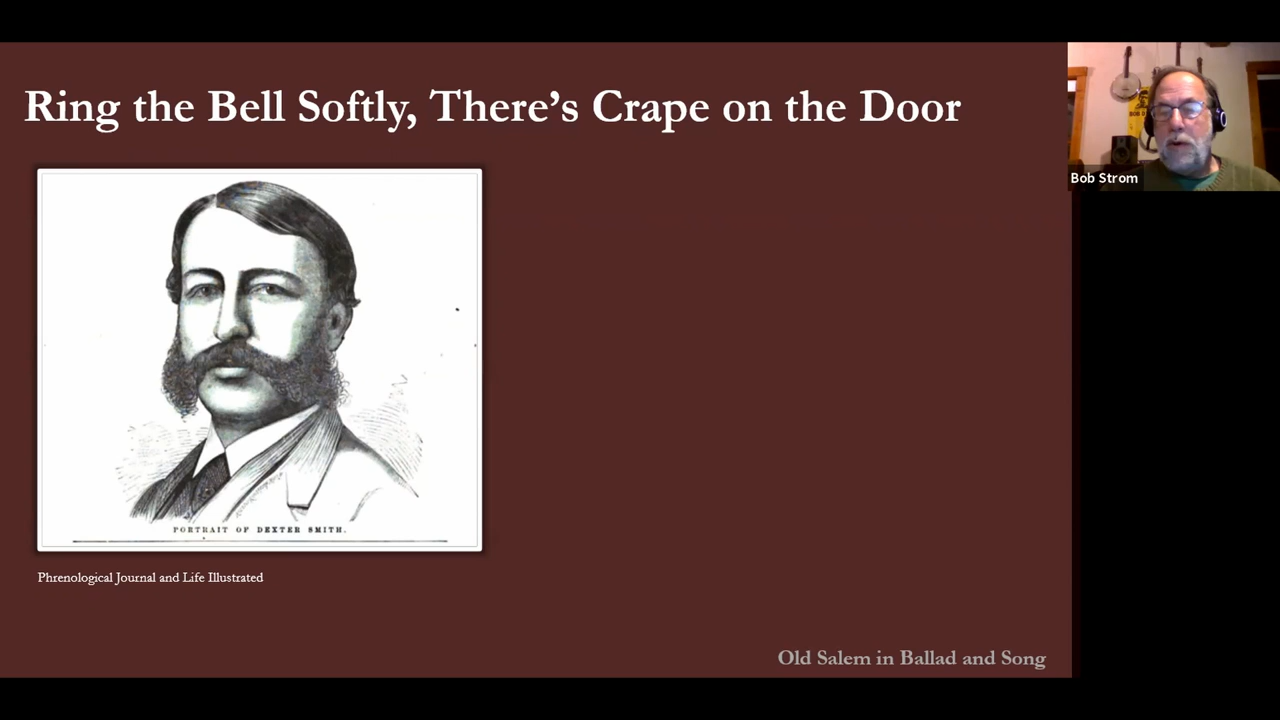 Ring the Bell Softly, There's Crape on the Door
Bob Strom
PORTRAIT OF DEXTER SMITH.
Phrenological Journal and Life Illustrated
Old Salem in Ballad and Song